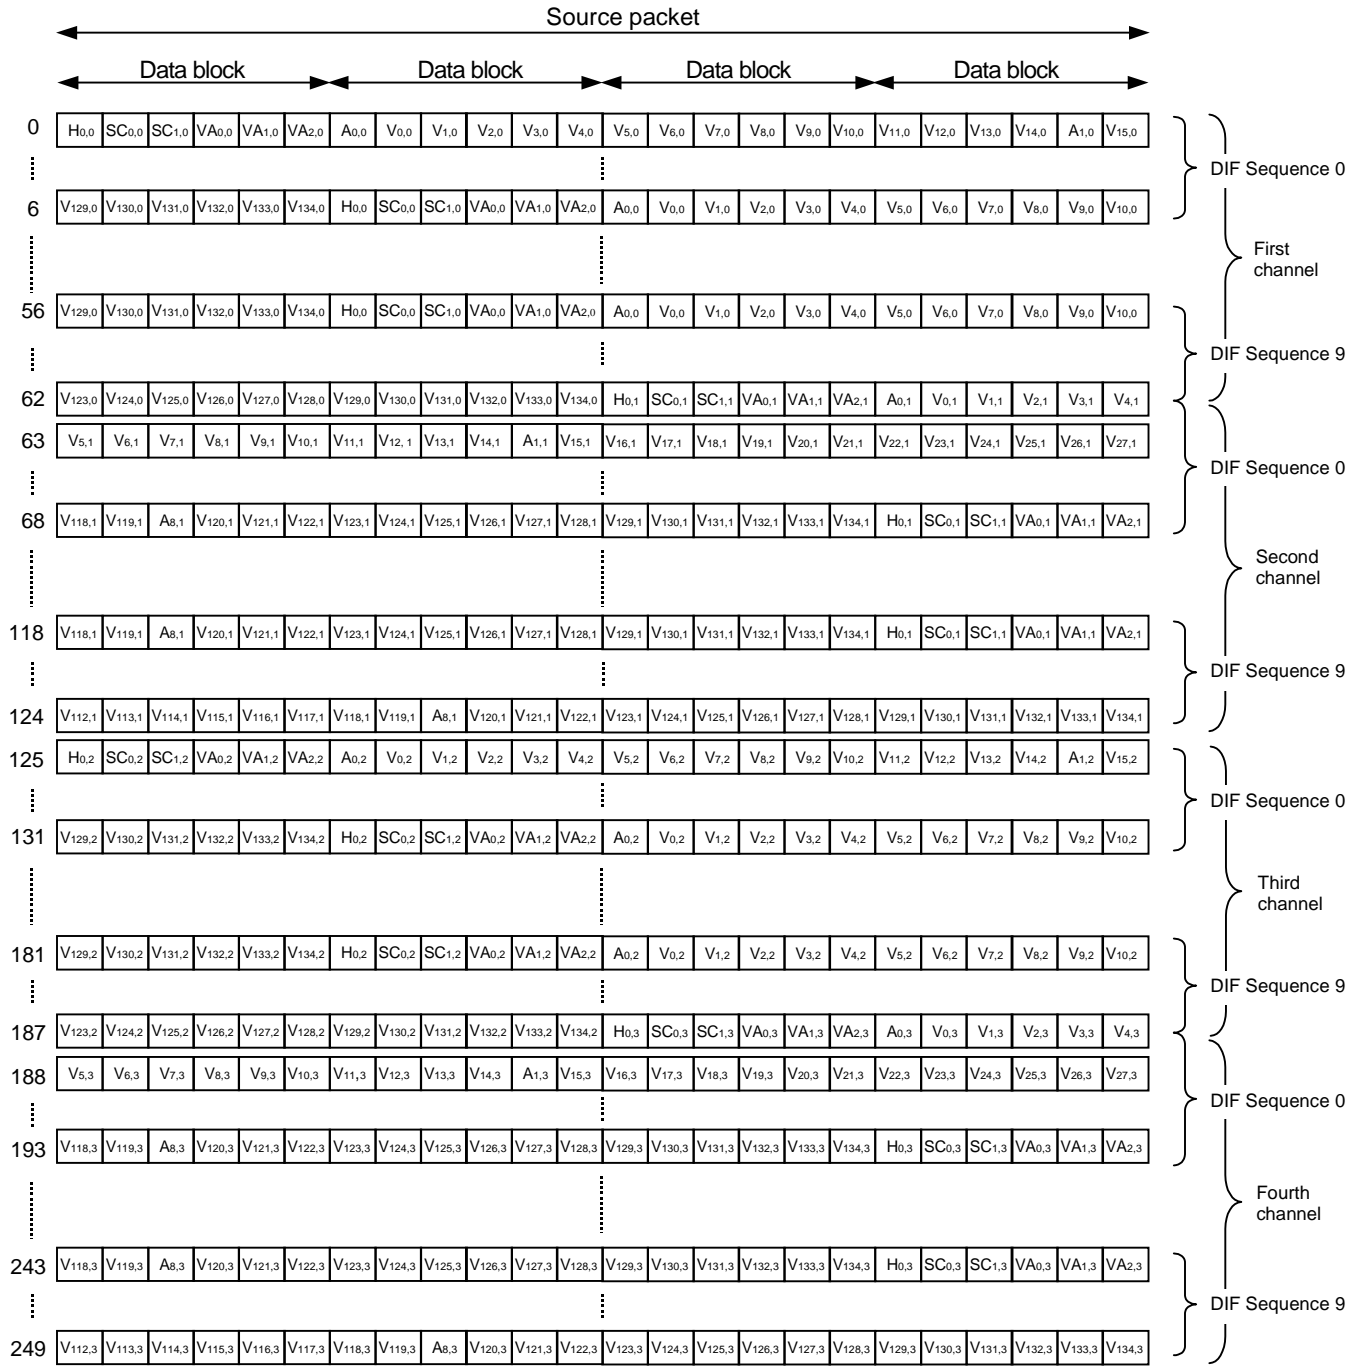 Source packet
Data block Data block Data block Data block
0 H0,0 SC0,0 SC1,0 VA0,0 VA1,0 VA2,0 A0,0 V0,0 V1,0 V2,0 V3,0 V4,0 V5,0 V6,0 V7,0 V8,0 V9,0 V10,0 V11,0 V12,0 V13,0 V14,0 A1,0 V15,0
DIF Sequence 0
6 V129,0 V130,0 V131,0 V132,0 V133,0 V134,0 H0,0 SC0,0 SC1,0 VA0,0 VA1,0 VA2,0 A0,0 V0,0 V1,0 V2,0 V3,0 V4,0 V5,0 V6,0 V7,0 V8,0 V9,0 V10,0
First
channel
56 V129,0 V130,0 V131,0 V132,0 V133,0 V134,0 H0,0 SC0,0 SC1,0 VA0,0 VA1,0 VA2,0 A0,0 V0,0 V1,0 V2,0 V3,0 V4,0 V5,0 V6,0 V7,0 V8,0 V9,0 V10,0
DIF Sequence 9
62 V123,0 V124,0 V125,0 V126,0 V127,0 V128,0 V129,0 V130,0 V131,0 V132,0 V133,0 V134,0 H0,1 SC0,1 SC1,1 VA0,1 VA1,1 VA2,1 A0,1 V0,1 V1,1 V2,1 V3,1 V4,1
63 V5,1 V6,1 V7,1 V8,1 V9,1 V10,1 V11,1 V12, 1 V13,1 V14,1 A1,1 V15,1 V16,1 V17,1 V18,1 V19,1 V20,1 V21,1 V22,1 V23,1 V24,1 V25,1 V26,1 V27,1
DIF Sequence 0
68 V118,1 V119,1 A8,1 V120,1 V121,1 V122,1 V123,1 V124,1 V125,1 V126,1 V127,1 V128,1 V129,1 V130,1 V131,1 V132,1 V133,1 V134,1 H0,1 SC0,1 SC1,1 VA0,1 VA1,1 VA2,1
Second
channel
118 V118,1 V119,1 A8,1 V120,1 V121,1 V122,1 V123,1 V124,1 V125,1 V126,1 V127,1 V128,1 V129,1 V130,1 V131,1 V132,1 V133,1 V134,1 H0,1 SC0,1 SC1,1 VA0,1 VA1,1 VA2,1
DIF Sequence 9
124 V112,1 V113,1 V114,1 V115,1 V116,1 V117,1 V118,1 V119,1 A8,1 V120,1 V121,1 V122,1 V123,1 V124,1 V125,1 V126,1 V127,1 V128,1 V129,1 V130,1 V131,1 V132,1 V133,1 V134,1
125 H0,2 SC0,2 SC1,2 VA0,2 VA1,2 VA2,2 A0,2 V0,2 V1,2 V2,2 V3,2 V4,2 V5,2 V6,2 V7,2 V8,2 V9,2 V10,2 V11,2 V12,2 V13,2 V14,2 A1,2 V15,2
DIF Sequence 0
131 V129,2 V130,2 V131,2 V132,2 V133,2 V134,2 H0,2 SC0,2 SC1,2 VA0,2 VA1,2 VA2,2 A0,2 V0,2 V1,2 V2,2 V3,2 V4,2 V5,2 V6,2 V7,2 V8,2 V9,2 V10,2
Third
channel
181 V129,2 V130,2 V131,2 V132,2 V133,2 V134,2 H0,2 SC0,2 SC1,2 VA0,2 VA1,2 VA2,2 A0,2 V0,2 V1,2 V2,2 V3,2 V4,2 V5,2 V6,2 V7,2 V8,2 V9,2 V10,2
DIF Sequence 9
187 V123,2 V124,2 V125,2 V126,2 V127,2 V128,2 V129,2 V130,2 V131,2 V132,2 V133,2 V134,2 H0,3 SC0,3 SC1,3 VA0,3 VA1,3 VA2,3 A0,3 V0,3 V1,3 V2,3 V3,3 V4,3
188 V5,3 V6,3 V7,3 V8,3 V9,3 V10,3 V11,3 V12,3 V13,3 V14,3 A1,3 V15,3 V16,3 V17,3 V18,3 V19,3 V20,3 V21,3 V22,3 V23,3 V24,3 V25,3 V26,3 V27,3
DIF Sequence 0
193 V118,3 V119,3 A8,3 V120,3 V121,3 V122,3 V123,3 V124,3 V125,3 V126,3 V127,3 V128,3 V129,3 V130,3 V131,3 V132,3 V133,3 V134,3 H0,3 SC0,3 SC1,3 VA0,3 VA1,3 VA2,3
Fourth
channel
243 V118,3 V119,3 A8,3 V120,3 V121,3 V122,3 V123,3 V124,3 V125,3 V126,3 V127,3 V128,3 V129,3 V130,3 V131,3 V132,3 V133,3 V134,3 H0,3 SC0,3 SC1,3 VA0,3 VA1,3 VA2,3
DIF Sequence 9
249 V112,3 V113,3 V114,3 V115,3 V116,3 V117,3 V118,3 V119,3 A8,3 V120,3 V121,3 V122,3 V123,3 V124,3 V125,3 V126,3 V127,3 V128,3 V129,3 V130,3 V131,3 V132,3 V133,3 V134,3